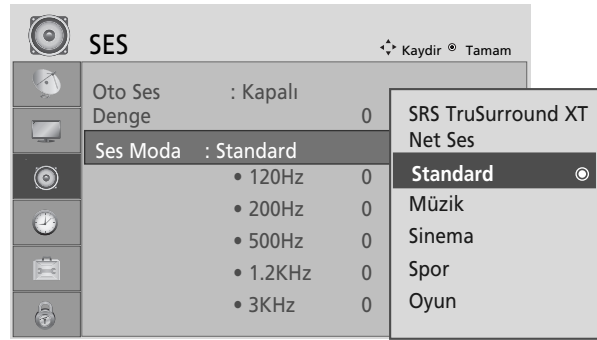 SES
Kaydir Tamam
Oto Ses : Kapalı
Denge 0
Ses Moda : Standard
• 120Hz 0
• 200Hz 0
• 500Hz 0
• 1.2KHz 0
• 3KHz 0
SRS TruSurround XT
Net Ses
Standard
Müzik
Sinema
Spor
Oyun